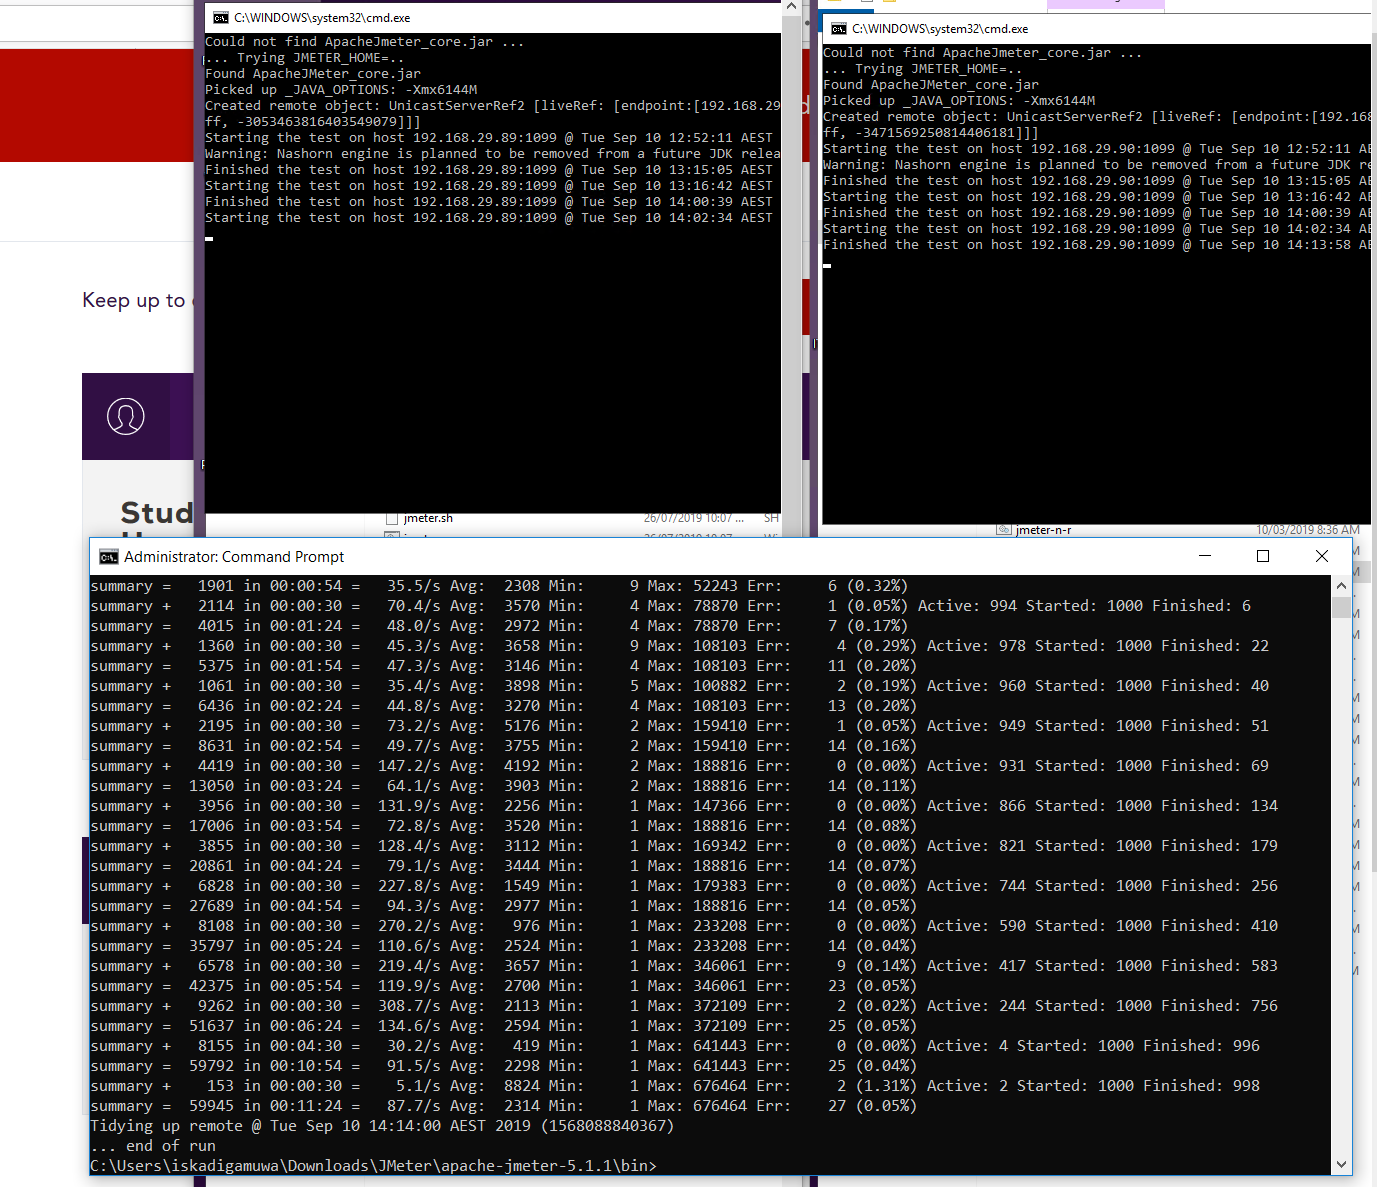 C:\WINDOWS\system32\cmd.exe
Could not find ApacheJmeter_core.jar ...
... Trying JMETER_HOME=..
Found ApacheJMeter_core.jar
Picked up _JAVA_OPTIONS: -Xmx6144M
Created remote object: UnicastServerRef2 [liveRef: [endpoint:[192.168.29
ff, -3053463816403549079]]]
Starting the test on host 192.168.29.89:1099 @ Tue Sep 10 12:52:11 AEST
Warning: Nashorn engine is planned to be removed from a future JDK relea
Finished the test on host 192.168.29.89:1099 @ Tue Sep 10 13:15:05 AEST
Starting the test on host 192.168.29.89:1099 @ Tue Sep 10 13:16:42 AEST
Finished the test on host 192.168.29.89:1099 @ Tue Sep 10 14:00:39 AEST
Starting the test on host 192.168.29.89:1099 @ Tue Sep 10 14:02:34 AEST
C:\WINDOWS\system32\cmd.exe
Could not find ApacheJmeter_core.jar ...
... Trying JMETER_HOME=..
Found ApacheJMeter_core.jar
Picked up _JAVA_OPTIONS: -Xmx6144M
Created remote object: UnicastServerRef2 [liveRef: [endpoint:[192.168
ff, -3471569250814406181]]]
Starting the test on host 192.168.29.90:1099 @ Tue Sep 10 12:52:11 AE
Warning: Nashorn engine is planned to be removed from a future JDK re
Finished the test on host 192.168.29.90:1099 @ Tue Sep 10 13:15:05 AE
Starting the test on host 192.168.29.90:1099 @ Tue Sep 10 13:16:42 AE
Finished the test on host 192.168.29.90:1099 @ Tue Sep 10 14:00:39 AE
Starting the test on host 192.168.29.90:1099 @ Tue Sep 10 14:02:34 AE
Finished the test on host 192.168.29.90:1099 @ Tue Sep 10 14:13:58 AE
Keep up to
Stud
jmeter.sh 26/07/2019 10:07 ... SH
jmeter-n-r 10/03/2019 8:36 AM
Administrator: Command Prompt
summary = 1901 in 00:00:54 = 35.5/s Avg: 2308 Min: 9 Max: 52243 Err: 6 (0.32%)
summary + 2114 in 00:00:30 = 70.4/s Avg: 3570 Min: 4 Max: 78870 Err: 1 (0.05%) Active: 994 Started: 1000 Finished: 6
summary = 4015 in 00:01:24 = 48.0/s Avg: 2972 Min: 4 Max: 78870 Err: 7 (0.17%)
summary + 1360 in 00:00:30 = 45.3/s Avg: 3658 Min: 9 Max: 108103 Err: 4 (0.29%) Active: 978 Started: 1000 Finished: 22
summary = 5375 in 00:01:54 = 47.3/s Avg: 3146 Min: 4 Max: 108103 Err: 11 (0.20%)
summary + 1061 in 00:00:30 = 35.4/s Avg: 3898 Min: 5 Max: 100882 Err: 2 (0.19%) Active: 960 Started: 1000 Finished: 40
summary = 6436 in 00:02:24 = 44.8/s Avg: 3270 Min: 4 Max: 108103 Err: 13 (0.20%)
summary + 2195 in 00:00:30 = 73.2/s Avg: 5176 Min: 2 Max: 159410 Err: 1 (0.05%) Active: 949 Started: 1000 Finished: 51
summary = 8631 in 00:02:54 = 49.7/s Avg: 3755 Min: 2 Max: 159410 Err: 14 (0.16%)
summary + 4419 in 00:00:30 = 147.2/s Avg: 4192 Min: 2 Max: 188816 Err: 0 (0.00%) Active: 931 Started: 1000 Finished: 69
summary = 13050 in 00:03:24 = 64.1/s Avg: 3903 Min: 2 Max: 188816 Err: 14 (0.11%)
summary + 3956 in 00:00:30 = 131.9/s Avg: 2256 Min: 1 Max: 147366 Err: 0 (0.00%) Active: 866 Started: 1000 Finished: 134
summary = 17006 in 00:03:54 = 72.8/s Avg: 3520 Min: 1 Max: 188816 Err: 14 (0.08%)
summary + 3855 in 00:00:30 = 128.4/s Avg: 3112 Min: 1 Max: 169342 Err: 0 (0.00%) Active: 821 Started: 1000 Finished: 179
summary = 20861 in 00:04:24 = 79.1/s Avg: 3444 Min: 1 Max: 188816 Err: 14 (0.07%)
summary + 6828 in 00:00:30 = 227.8/s Avg: 1549 Min: 1 Max: 179383 Err: 0 (0.00%) Active: 744 Started: 1000 Finished: 256
summary = 27689 in 00:04:54 = 94.3/s Avg: 2977 Min: 1 Max: 188816 Err: 14 (0.05%)
summary + 8108 in 00:00:30 = 270.2/s Avg: 976 Min: 1 Max: 233208 Err: 0 (0.00%) Active: 590 Started: 1000 Finished: 410
summary = 35797 in 00:05:24 = 110.6/s Avg: 2524 Min: 1 Max: 233208 Err: 14 (0.04%)
summary + 6578 in 00:00:30 = 219.4/s Avg: 3657 Min: 1 Max: 346061 Err: 9 (0.14%) Active: 417 Started: 1000 Finished: 583
summary = 42375 in 00:05:54 = 119.9/s Avg: 2700 Min: 1 Max: 346061 Err: 23 (0.05%)
summary + 9262 in 00:00:30 = 308.7/s Avg: 2113 Min: 1 Max: 372109 Err: 2 (0.02%) Active: 244 Started: 1000 Finished: 756
summary = 51637 in 00:06:24 = 134.6/s Avg: 2594 Min: 1 Max: 372109 Err: 25 (0.05%)
summary + 8155 in 00:04:30 = 30.2/s Avg: 419 Min: 1 Max: 641443 Err: 0 (0.00%) Active: 4 Started: 1000 Finished: 996
summary = 59792 in 00:10:54 = 91.5/s Avg: 2298 Min: 1 Max: 641443 Err: 25 (0.04%)
summary + 153 in 00:00:30 = 5.1/s Avg: 8824 Min: 1 Max: 676464 Err: 2 (1.31%) Active: 2 Started: 1000 Finished: 998
summary = 59945 in 00:11:24 = 87.7/s Avg: 2314 Min: 1 Max: 676464 Err: 27 (0.05%)
Tidying up remote @ Tue Sep 10 14:14:00 AEST 2019 (1568088840367)
... end of run
C:\Users\iskadigamuwa\Downloads\JMeter\apache-jmeter-5.1.1\bin>